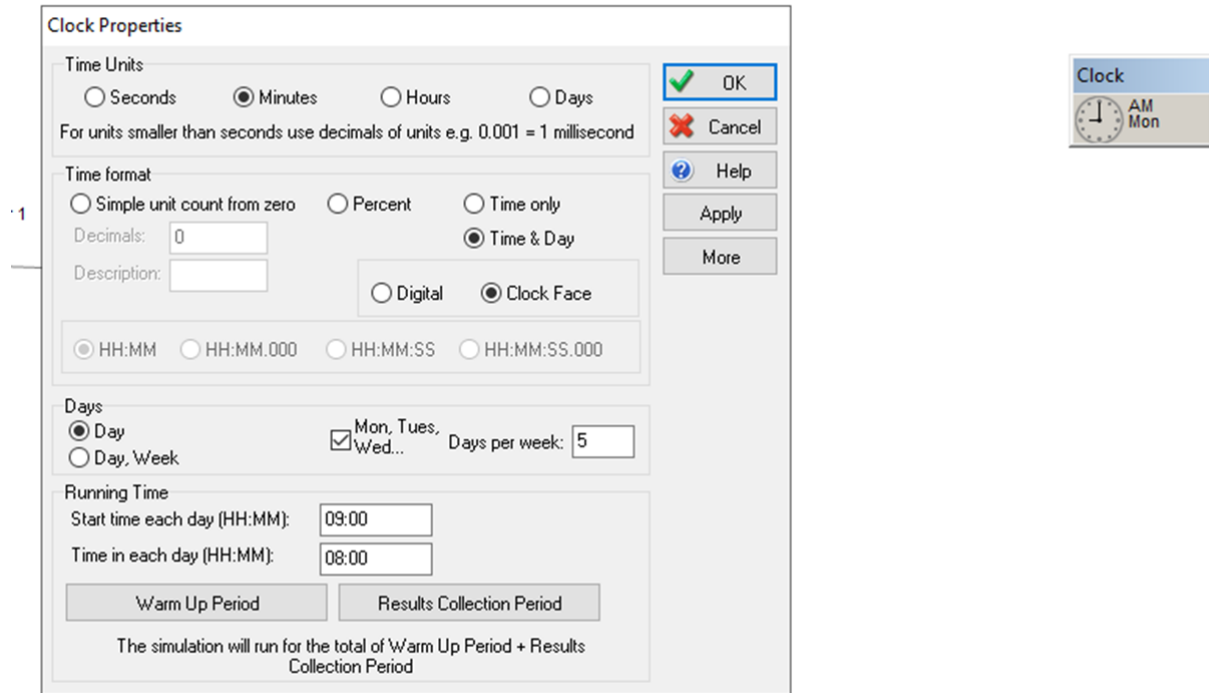 Clock Properties
Time Units
Seconds Minutes Hours Days
For units smaller than seconds use decimals of units e.g. 0.001 = 1 millisecond
Time format
Simple unit count from zero Percent Time only
Decimals: 0 Time & Day
Description:
Digital Clock Face
HH:MM HH:MM.000 HH:MM:SS HH:MM:SS.000
Days
Day
Day, Week
Mon, Tues,
Wed...
Days per week: 5
Running Time
Start time each day (HH:MM): 09:00
Time in each day (HH:MM): 08:00
Warm Up Period Results Collection Period
The simulation will run for the total of Warm Up Period + Results
Collection Period
OK
Cancel
Help
Apply
More
1
Clock
AM
Mon